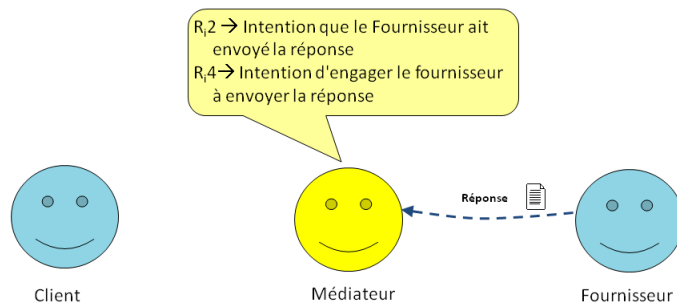 Ri2 → Intention que le Fournisseur ait
envoyé la réponse
Ri4→ Intention d'engager le fournisseur
à envoyer la réponse
Réponse
Client
Médiateur
Fournisseur